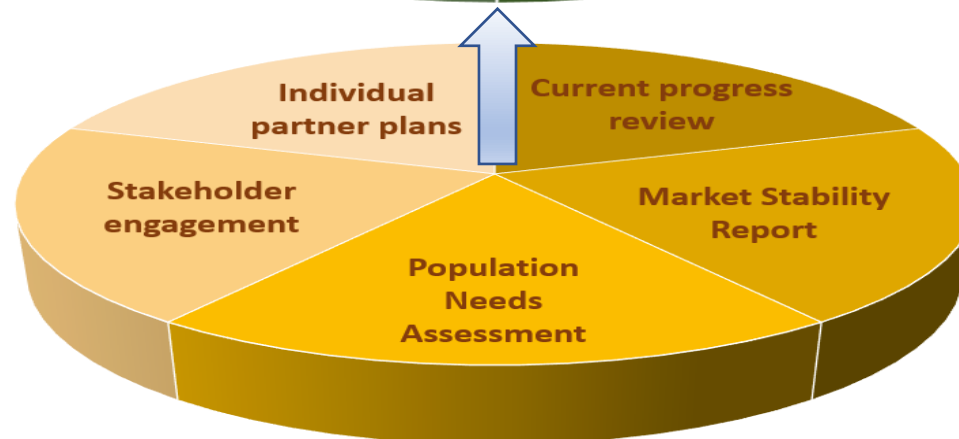 Individual
partner plans
Current progress
review
Stakeholder
engagement
Market Stability
Report
Population
Needs
Assessment